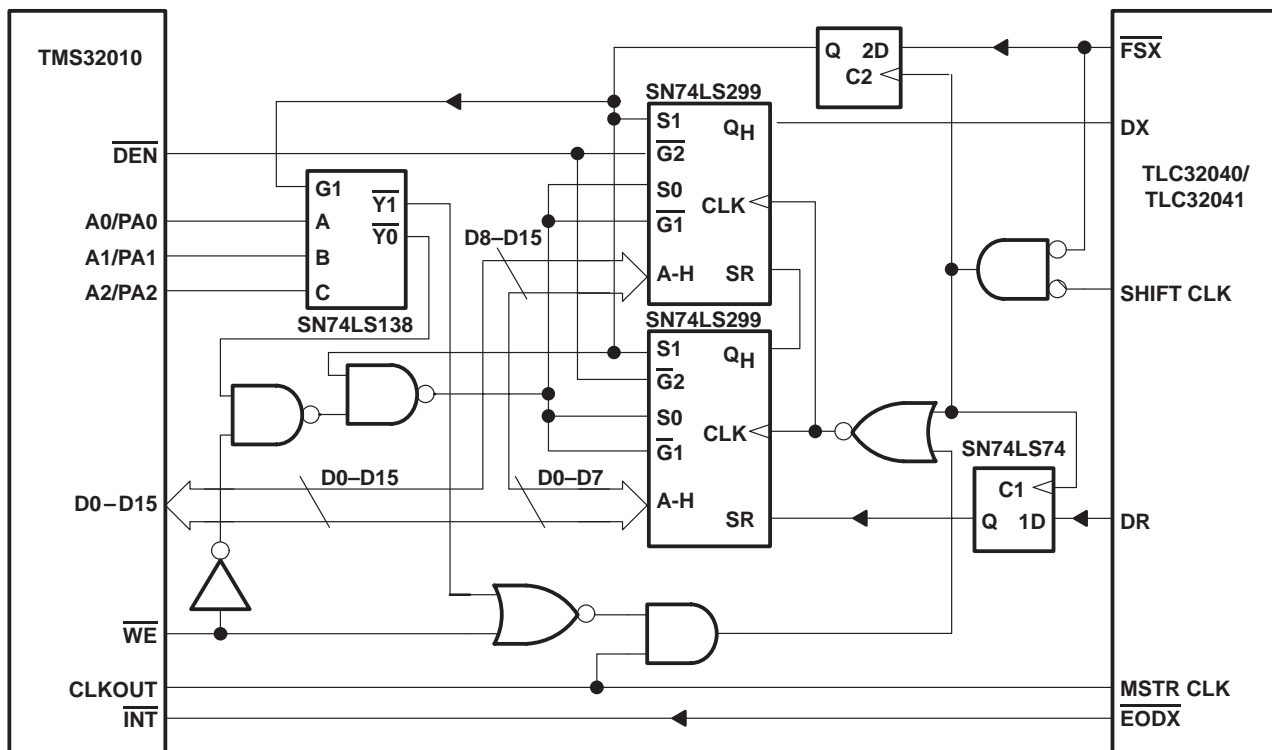 TMS32010
DEN
A0/PA0
A1/PA1
A2/PA2
D0–D15
WE
CLKOUT
INT
G1
A
B
C
Y1
Y0
SN74LS138
D8–D15
D0–D15
D0–D7
SN74LS299
S1
G2
S0
G1
A-H
QH
CLK
SR
SN74LS299
S1
G2
S0
G1
A-H
QH
CLK
SR
Q
2D
C2
SN74LS74
C1
Q
1D
FSX
DX
TLC32040/
TLC32041
SHIFT CLK
DR
MSTR CLK
EODX